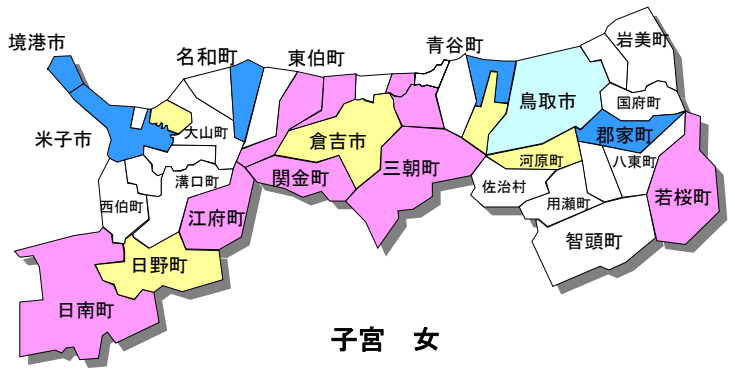 岩美町
境港市
青谷町
名和町
東伯町
鳥取市
国府町
大山町
郡家町
米子市
倉吉市
河原町
八東町
三朝町
関金町
溝口町
佐治村
若桜町
西伯町
用瀬町
江府町
智頭町
日野町
日南町
子宮 女